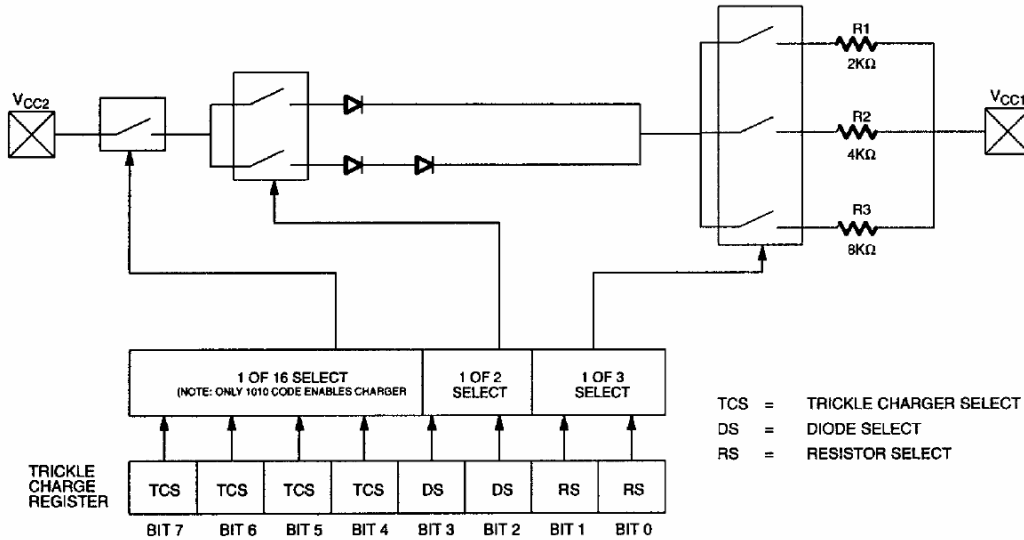 R1
2KΩ
VCC2
VCC1
R2
4KΩ
R3
8KΩ
1 OF 16 SELECT
(NOTE: ONLY 1010 CODE ENABLES CHARGER
1 OF 2
SELECT
1 OF 3
SELECT
TCS = TRICKLE CHARGER SELECT
DS = DIODE SELECT
RS = RESISTOR SELECT
TRICKLE
CHARGE
REGISTER
TCS TCS TCS TCS DS DS RS RS
BIT 7 BIT 6 BIT 5 BIT 4 BIT 3 BIT 2 BIT 1 BIT 0